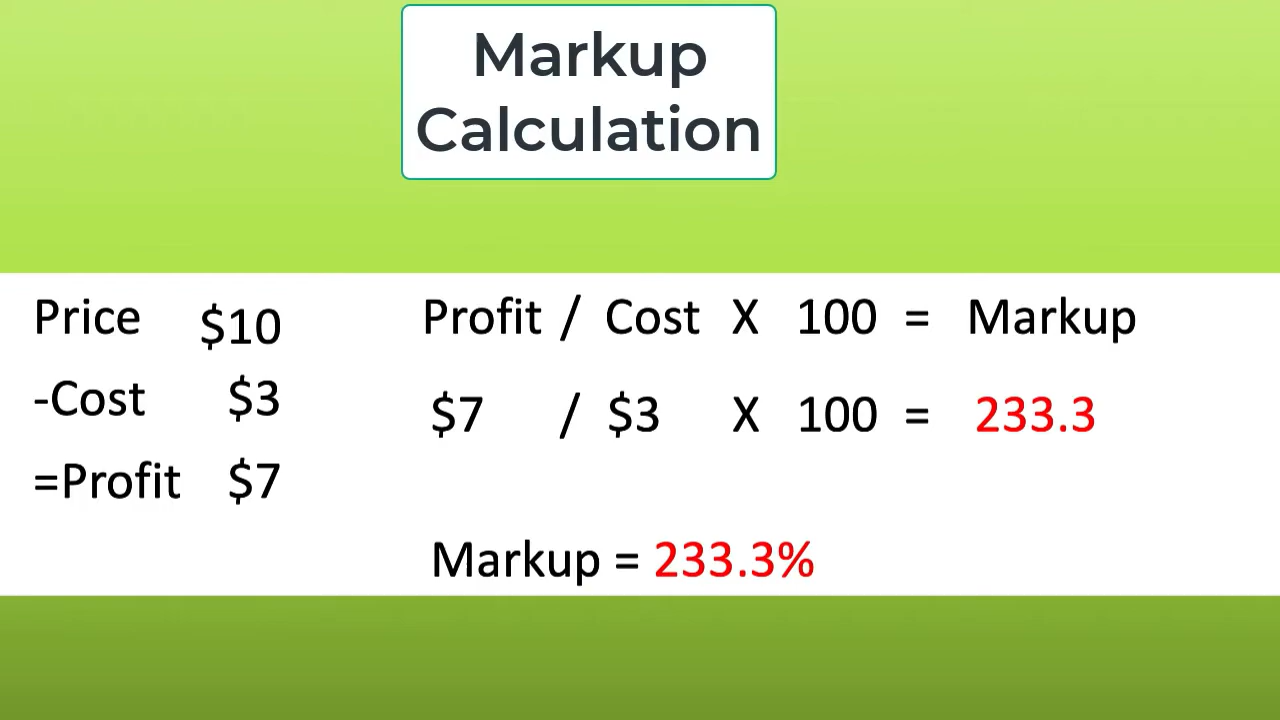 Markup
Calculation
Price $10
-Cost $3
=Profit $7
Profit / Cost X 100 = Markup
$7 / $3 X 100 = 233.3
Markup = 233.3%